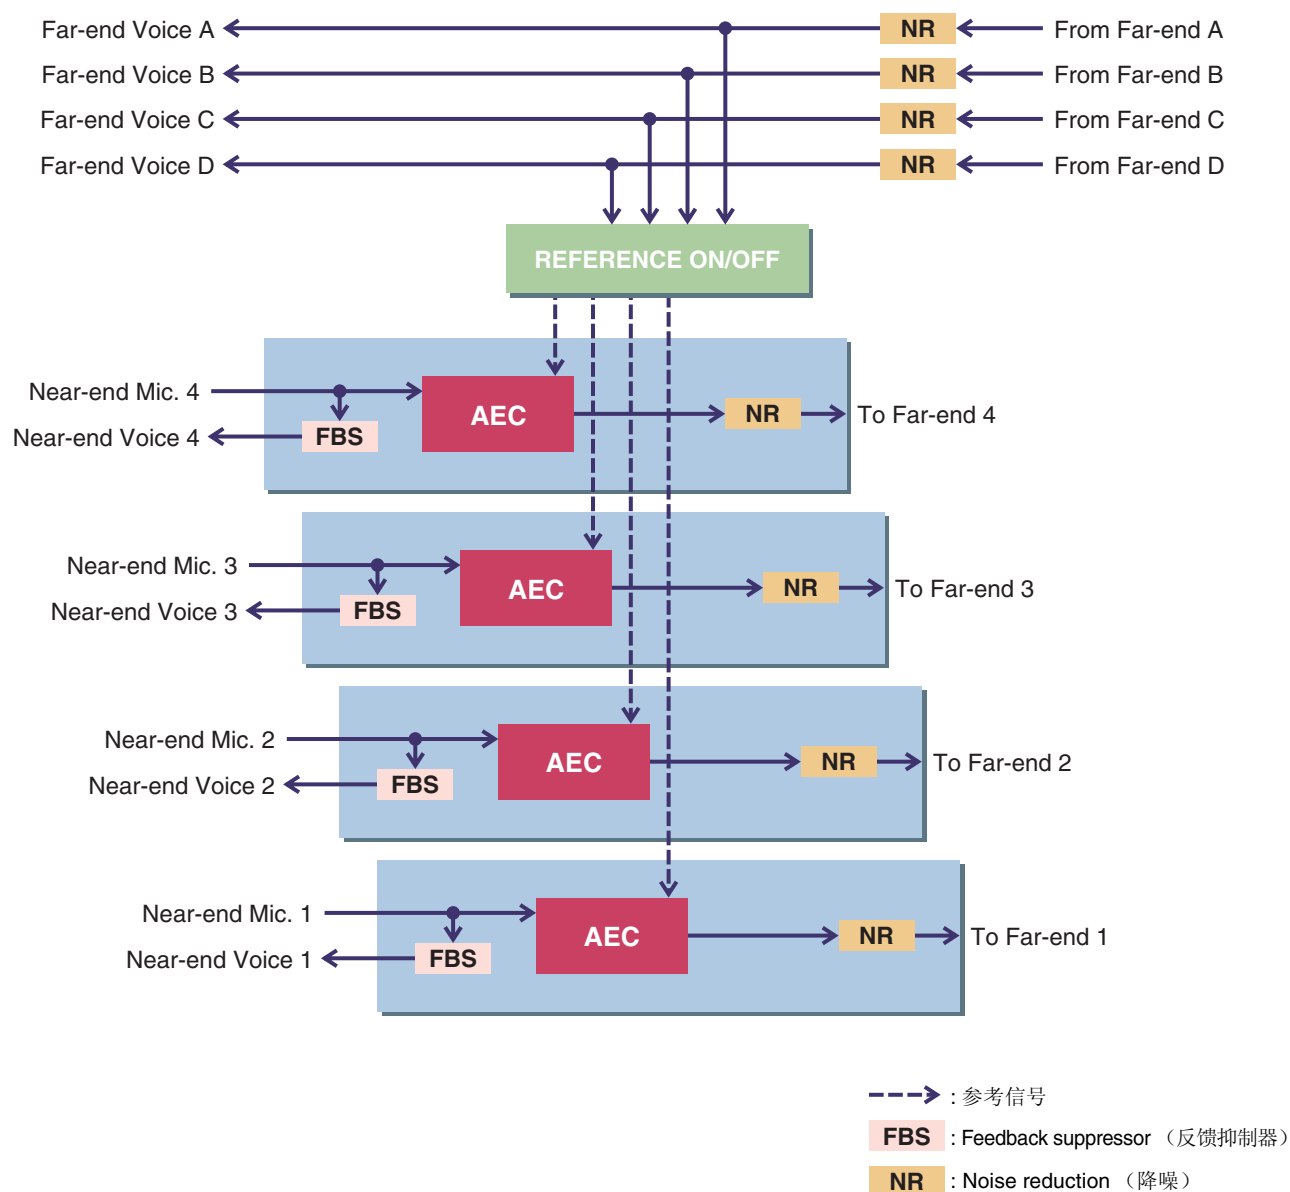 Far-end Voice A NR From Far-end A
Far-end Voice B NR From Far-end B
Far-end Voice C NR From Far-end C
Far-end Voice D NR From Far-end D
REFERENCE ON/OFF
Near-end Mic. 4
AEC
NR
To Far-end 4
Near-end Voice 4
FBS
Near-end Mic. 3
AEC
NR
To Far-end 3
Near-end Voice 3
FBS
Near-end Mic. 2
AEC
NR
To Far-end 2
Near-end Voice 2
FBS
Near-end Mic. 1
AEC
NR
To Far-end 1
Near-end Voice 1
FBS
: 参考信号
FBS : Feedback suppressor （反馈抑制器）
NR : Noise reduction （降噪）